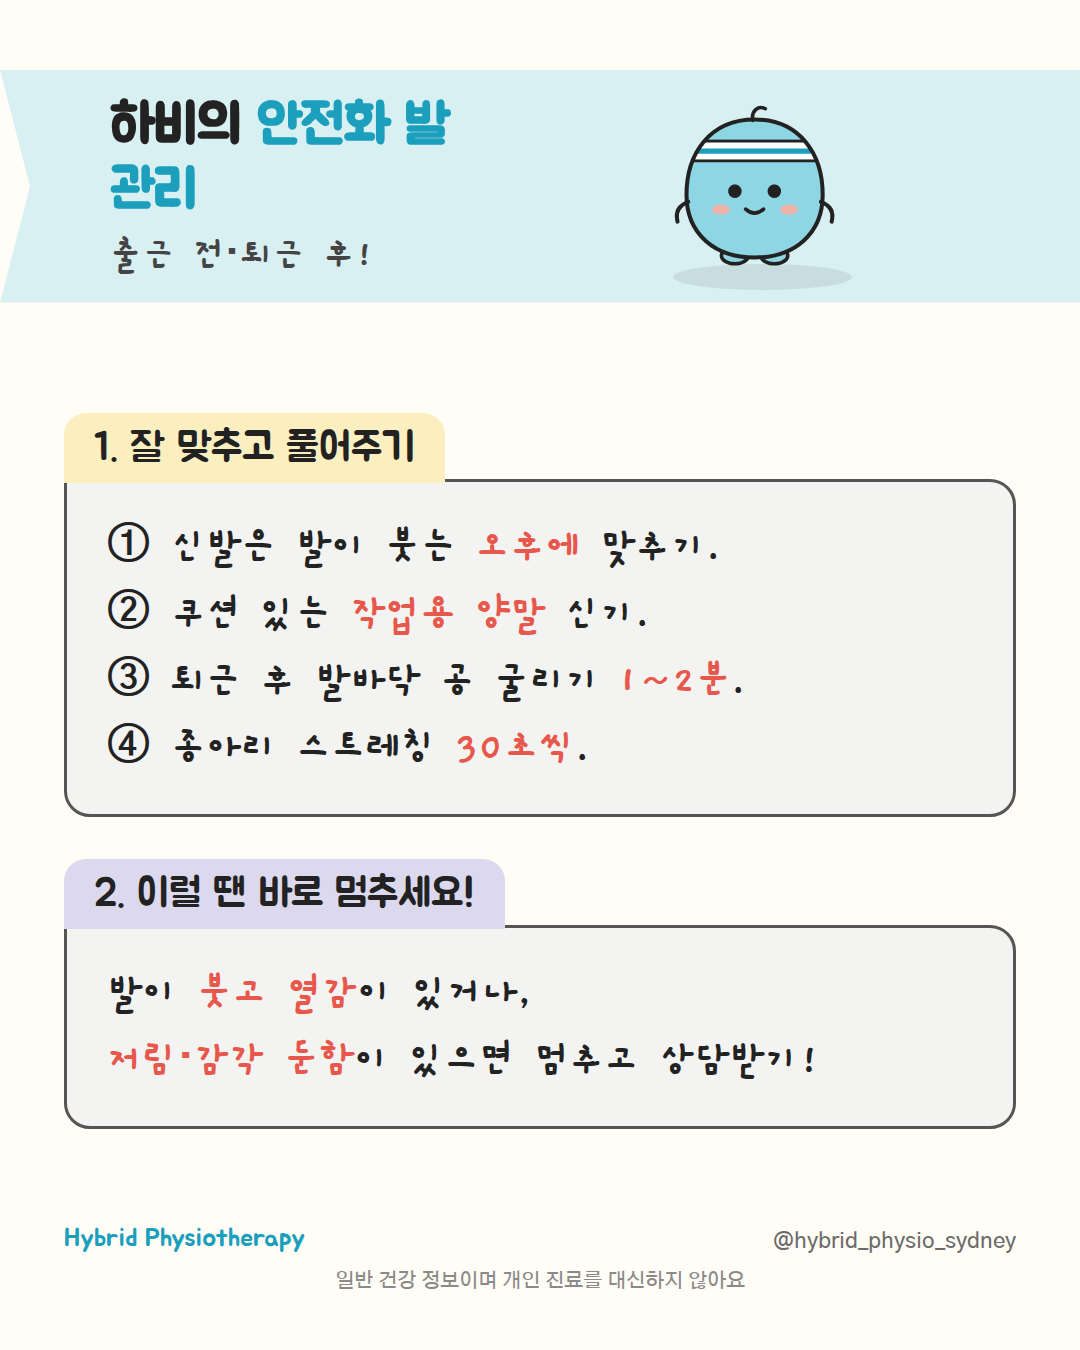 하비의 안전화 발
관리
출근 전·퇴근 후!
1. 잘 맞추고 풀어주기
① 신발은 발이 붓는 오후에 맞추기.
② 쿠션 있는 작업용 양말 신기.
③ 퇴근 후 발바닥 공 굴리기 1~2분.
④ 종아리 스트레칭 30초씩.
2. 이럴 땐 바로 멈추세요!
발이 붓고 열감이 있거나,
저림·감각 둔함이 있으면 멈추고 상담받기!
Hybrid Physiotherapy
@hybrid_physio_sydney
일반 건강 정보이며 개인 진료를 대신하지 않아요